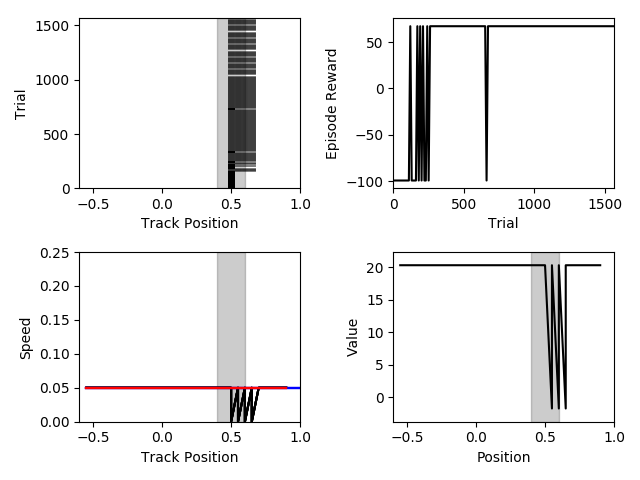 1500
1000
500
0
Trial
−0.5 0.0 0.5 1.0
Track Position
50
0
−50
−100
Episode Reward
0 500 1000 1500
Trial
0.25
0.20
0.15
0.10
0.05
0.00
Speed
−0.5 0.0 0.5 1.0
Track Position
20
15
10
5
0
Value
−0.5 0.0 0.5 1.0
Position